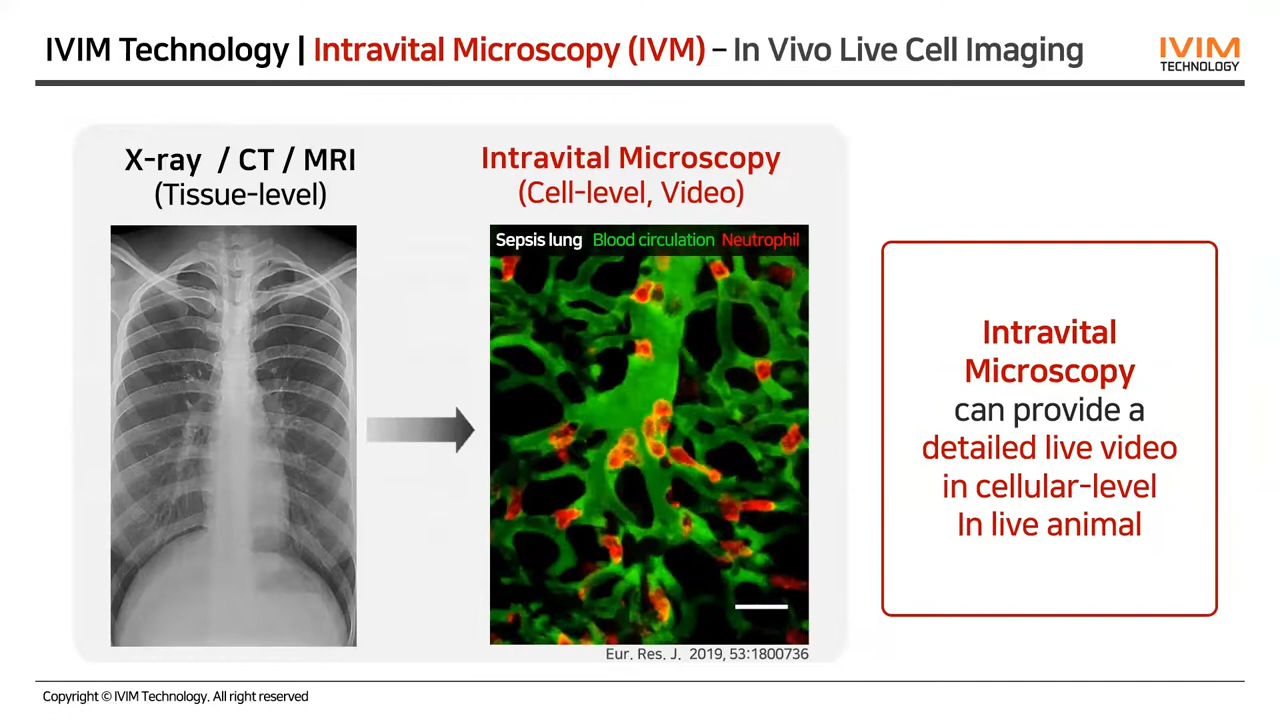 IVIM Technology | Intravital Microscopy (IVM) – In Vivo Live Cell Imaging
IVIM
TECHNOLOGY
X-ray / CT / MRI
(Tissue-level)
Intravital Microscopy
(Cell-level, Video)
Sepsis lung Blood circulation Neutrophil
Eur. Res. J. 2019, 53:1800736
Intravital
Microscopy
can provide a
detailed live video
in cellular-level
In live animal
Copyright © IVIM Technology. All right reserved